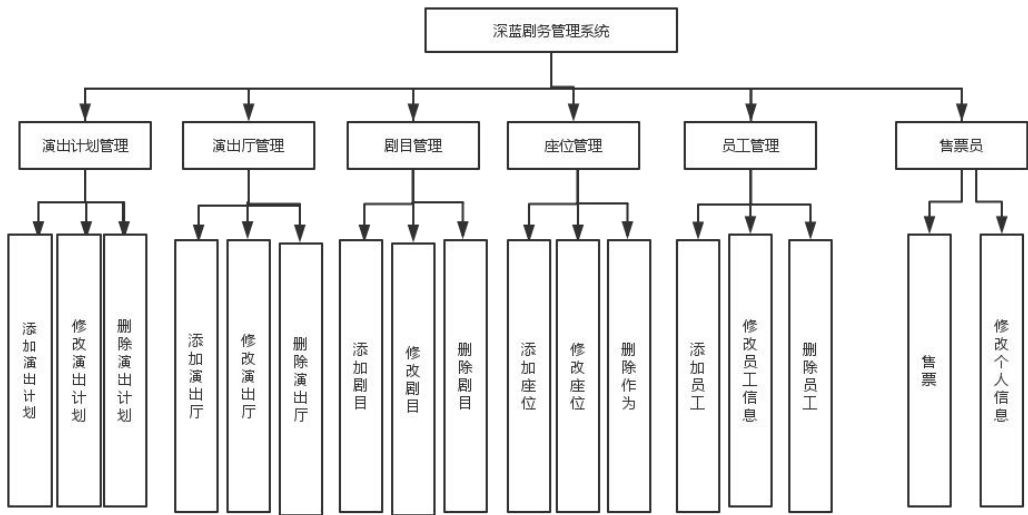 深蓝剧务管理系统
演出计划管理
演出厅管理
剧目管理
座位管理
员工管理
售票员
添加演出计划
修改演出计划
删除演出计划
添加演出厅
修改演出厅
删除演出厅
添加剧目
修改剧目
删除剧目
添加座位
修改座位
删除作为
添加员工
修改员工信息
删除员工
售票
修改个人信息